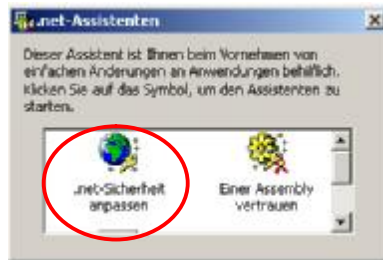 .net-Assistenten
Dieser Assistent ist Ihnen beim Vornehmen von
einfachen Änderungen an Anwendungen behilflich.
Klicken Sie auf das Symbol, um den Assistenten zu
starten.
.net-Sicherheit
anpassen
Einer Assembly
vertrauen